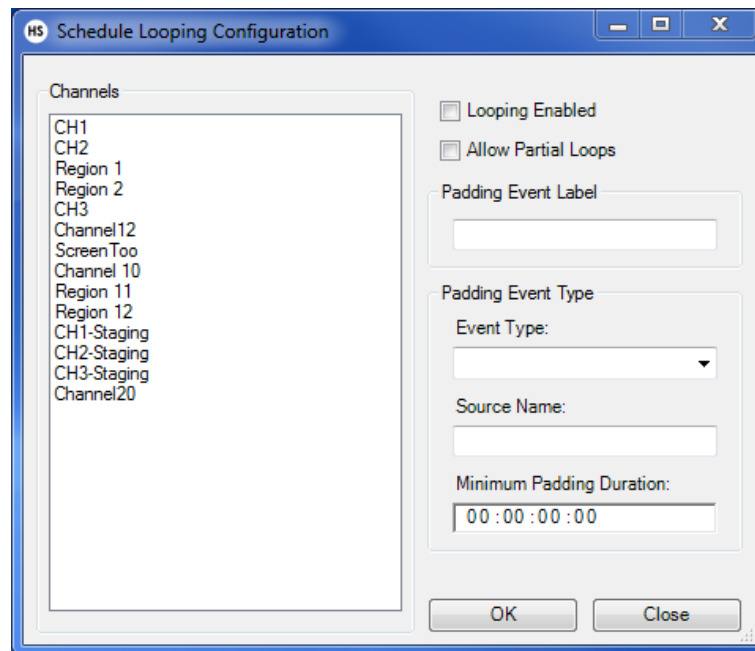 HS Schedule Looping Configuration
Channels
CH1
CH2
Region 1
Region 2
CH3
Channel12
ScreenToo
Channel 10
Region 11
Region 12
CH1-Staging
CH2-Staging
CH3-Staging
Channel20
Looping Enabled
Allow Partial Loops
Padding Event Label
Padding Event Type
Event Type:
Source Name:
Minimum Padding Duration:
00:00:00:00
OK Close